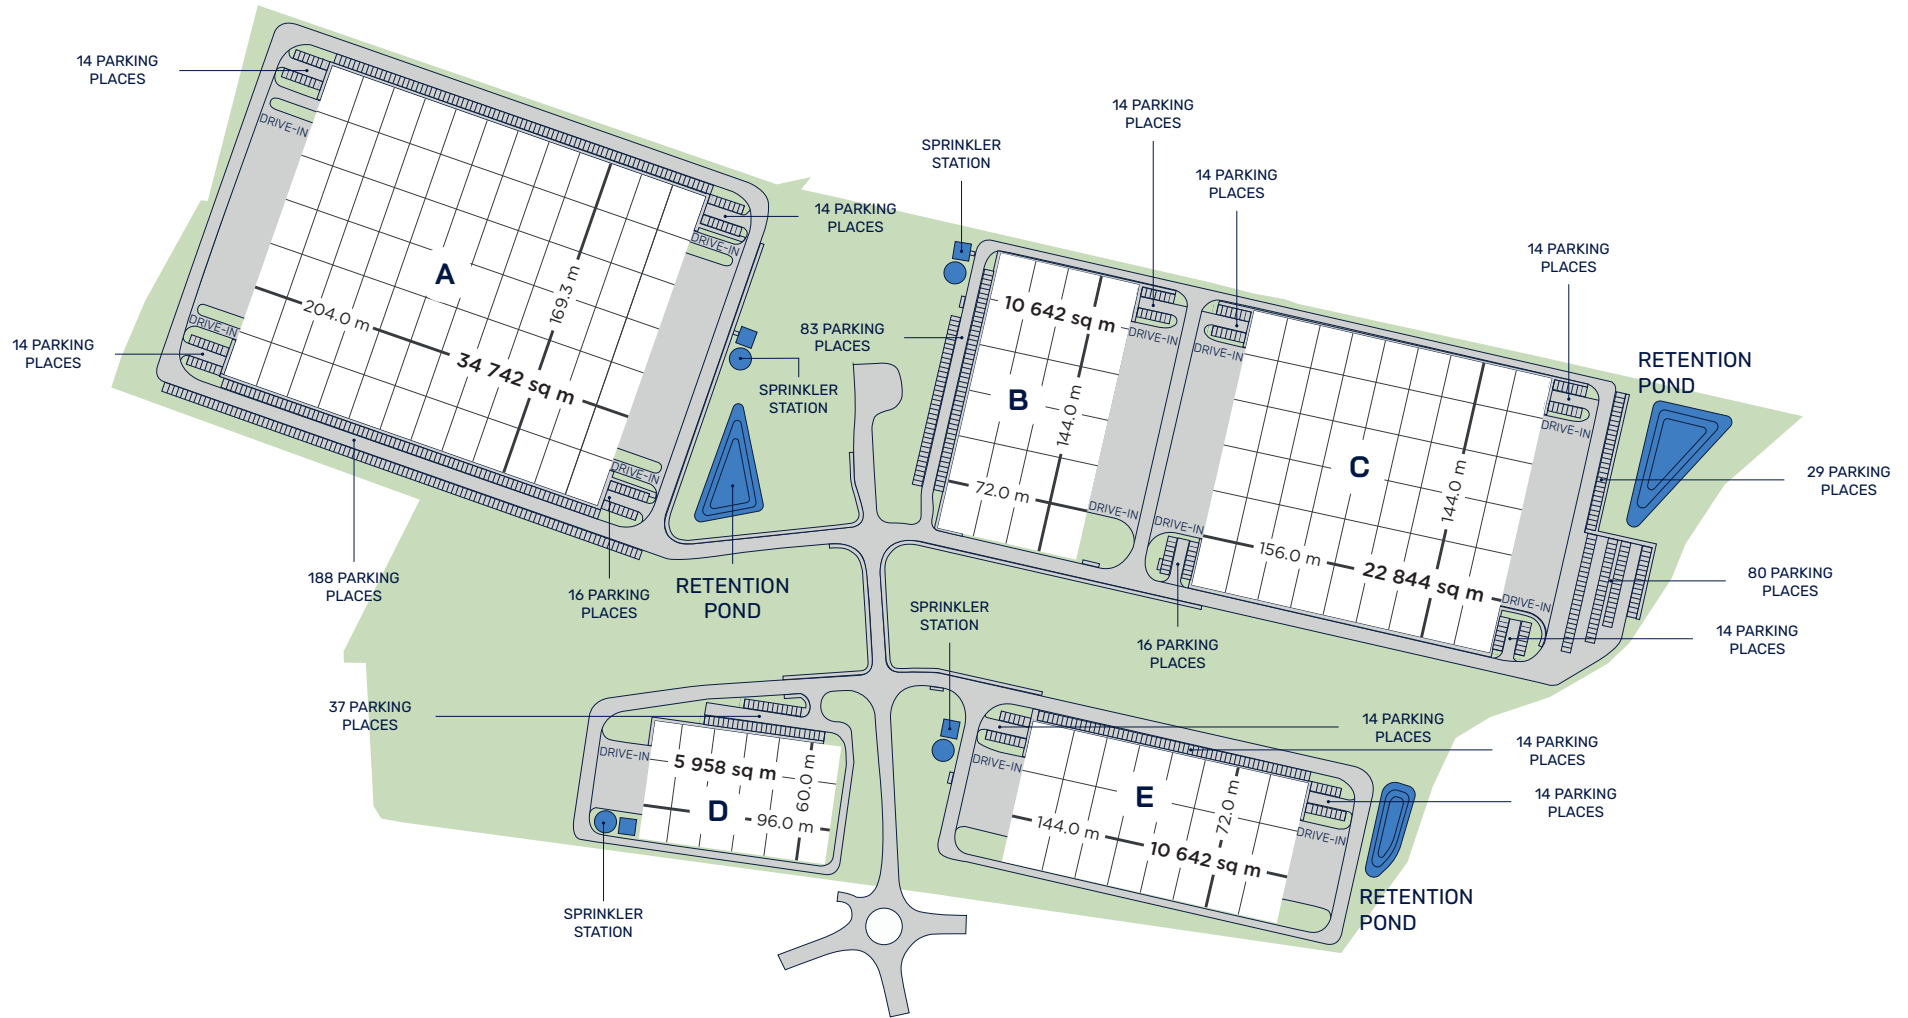 14 PARKING
PLACES
DRIVE-IN
A
204.0 m
169.3 m
34 742 sq m
DRIVE-IN
14 PARKING
PLACES
DRIVE-IN
14 PARKING
PLACES
DRIVE-IN
188 PARKING
PLACES
16 PARKING
PLACES
SPRINKLER
STATION
RETENTION
POND
SPRINKLER
STATION
83 PARKING
PLACES
14 PARKING
PLACES
14 PARKING
PLACES
14 PARKING
PLACES
10 642 sq m
B
144.0 m
72.0 m
DRIVE-IN
DRIVE-IN
DRIVE-IN
DRIVE-IN
C
144.0 m
156.0 m
22 844 sq m
DRIVE-IN
DRIVE-IN
RETENTION
POND
29 PARKING
PLACES
80 PARKING
PLACES
14 PARKING
PLACES
16 PARKING
PLACES
SPRINKLER
STATION
37 PARKING
PLACES
DRIVE-IN
5 958 sq m
D
60.0 m
96.0 m
SPRINKLER
STATION
DRIVE-IN
E
144.0 m
72.0 m
10 642 sq m
DRIVE-IN
14 PARKING
PLACES
14 PARKING
PLACES
14 PARKING
PLACES
RETENTION
POND